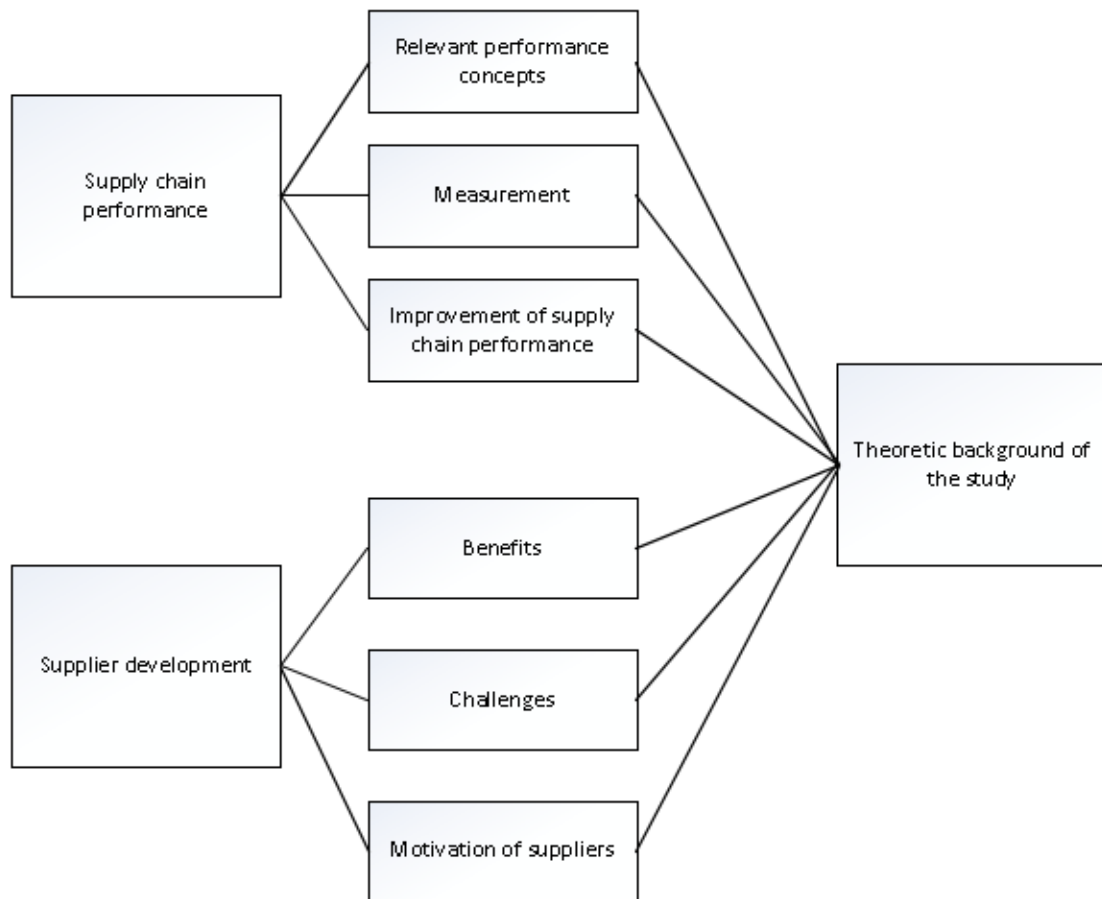 Relevant performance
concepts
Supply chain
performance
Measurement
Improvement of supply
chain performance
Theoretic background of
the study
Benefits
Supplier development
Challenges
Motivation of suppliers